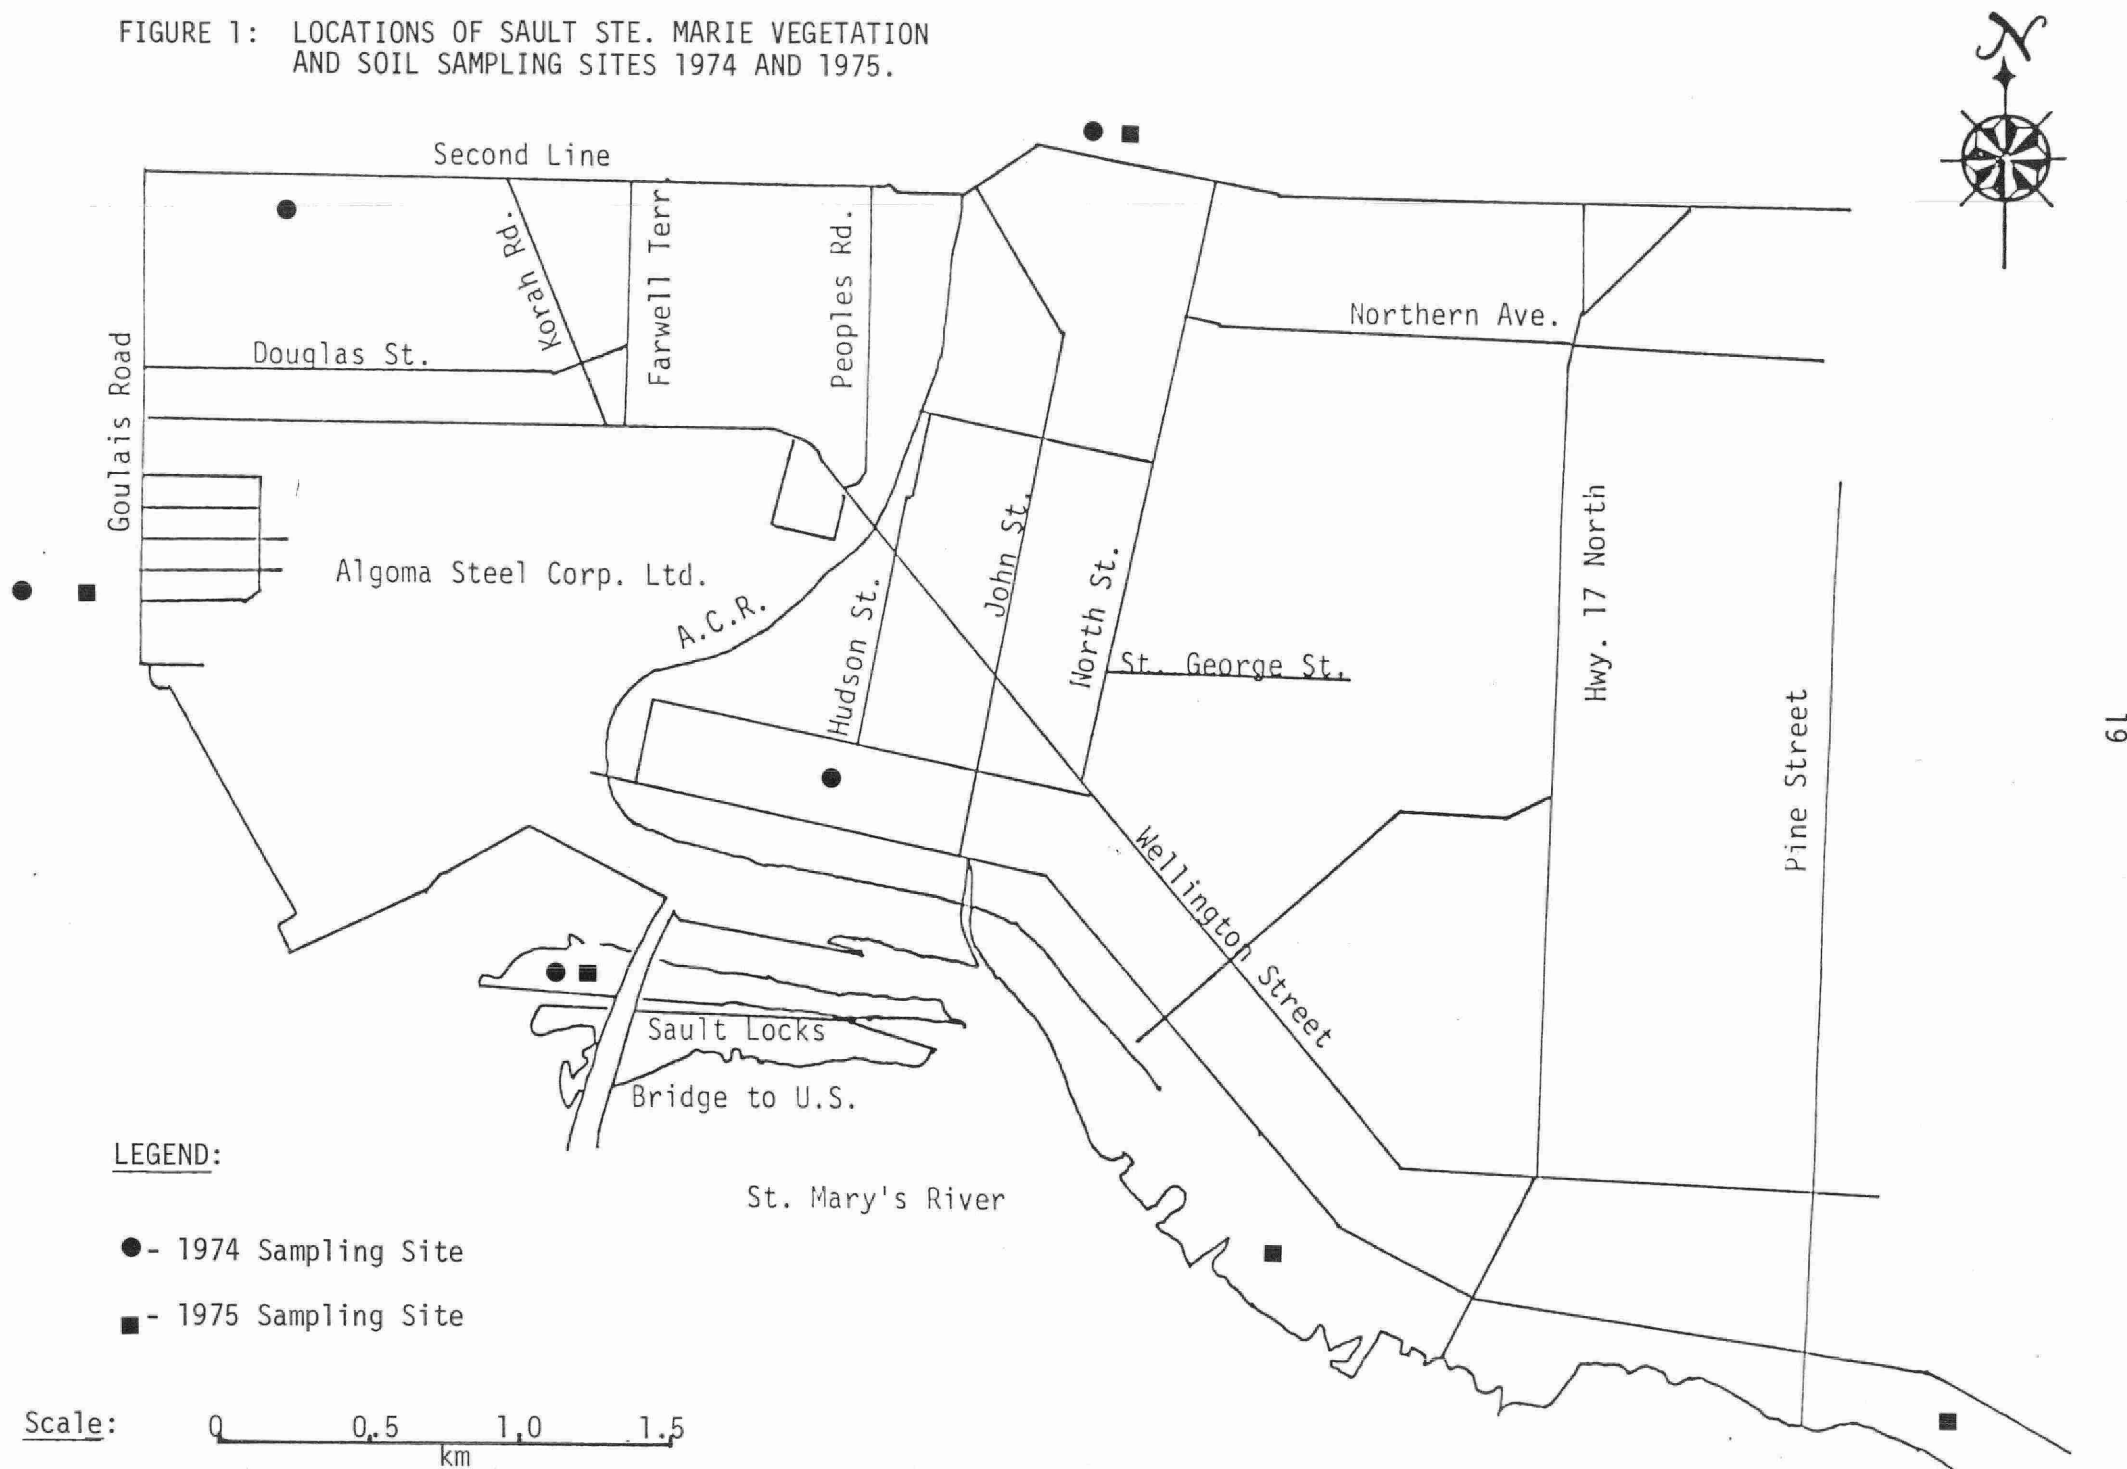 FIGURE 1: LOCATIONS OF SAULT STE. MARIE VEGETATION
AND SOIL SAMPLING SITES 1974 AND 1975.
N
Second Line
Korah Rd.
Farwell Terr.
Peoples Rd.
Northern Ave.
Douglas St.
Goulais Road
Algoma Steel Corp. Ltd.
A.C.R.
Hudson St.
John St.
North St.
St. George St.
Hwy. 17 North
Pine Street
Wellington Street
Sault Locks
Bridge to U.S.
St. Mary's River
LEGEND:
- 1974 Sampling Site
- 1975 Sampling Site
Scale: 0 0.5 1.0 1.5
km
19